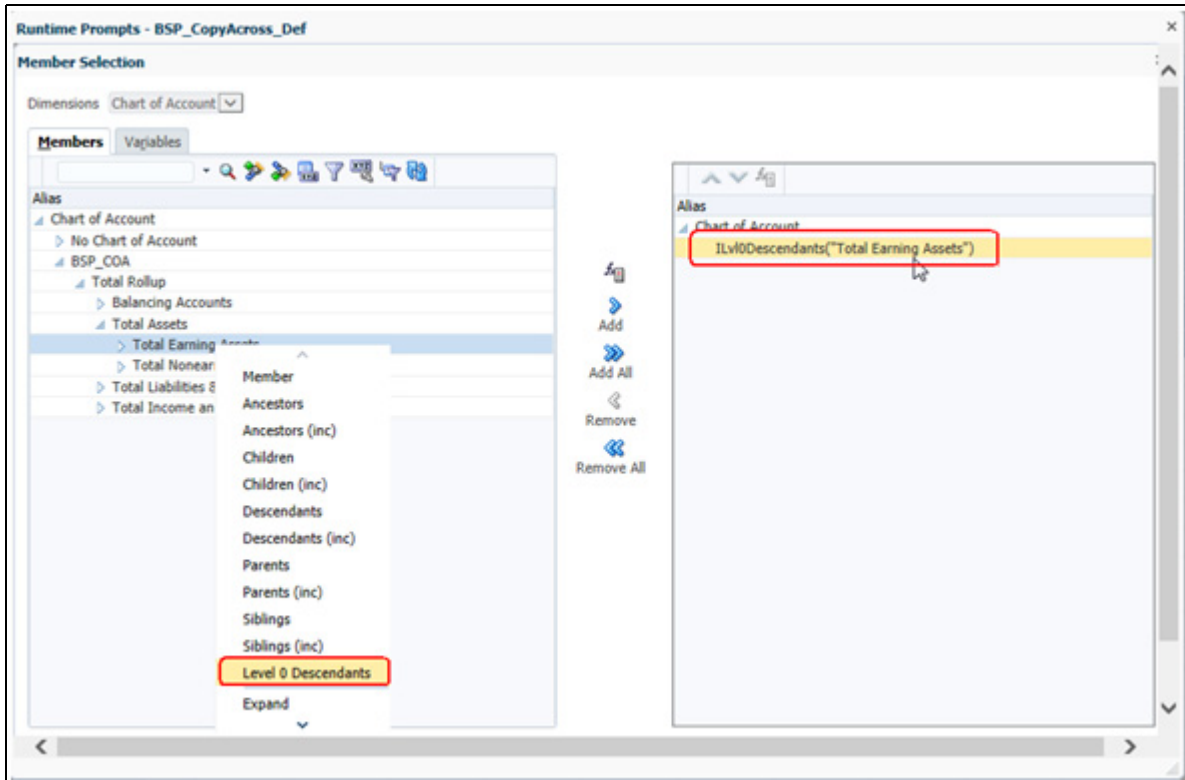 Runtime Prompts - BSP_CopyAcross_Def
Member Selection
Dimensions Chart of Account
Members Variables
Alias
Chart of Account
No Chart of Account
BSP_COA
Total Rollup
Balancing Accounts
Total Assets
Total Earning Assets
Total Nonear
Total Liabilities &
Total Income an
Member
Ancestors
Ancestors (inc)
Children
Children (inc)
Descendants
Descendants (inc)
Parents
Parents (inc)
Siblings
Siblings (inc)
Level 0 Descendants
Expand
Add
Add All
Remove
Remove All
Alias
Chart of Account
ILvl0Descendants("Total Earning Assets")